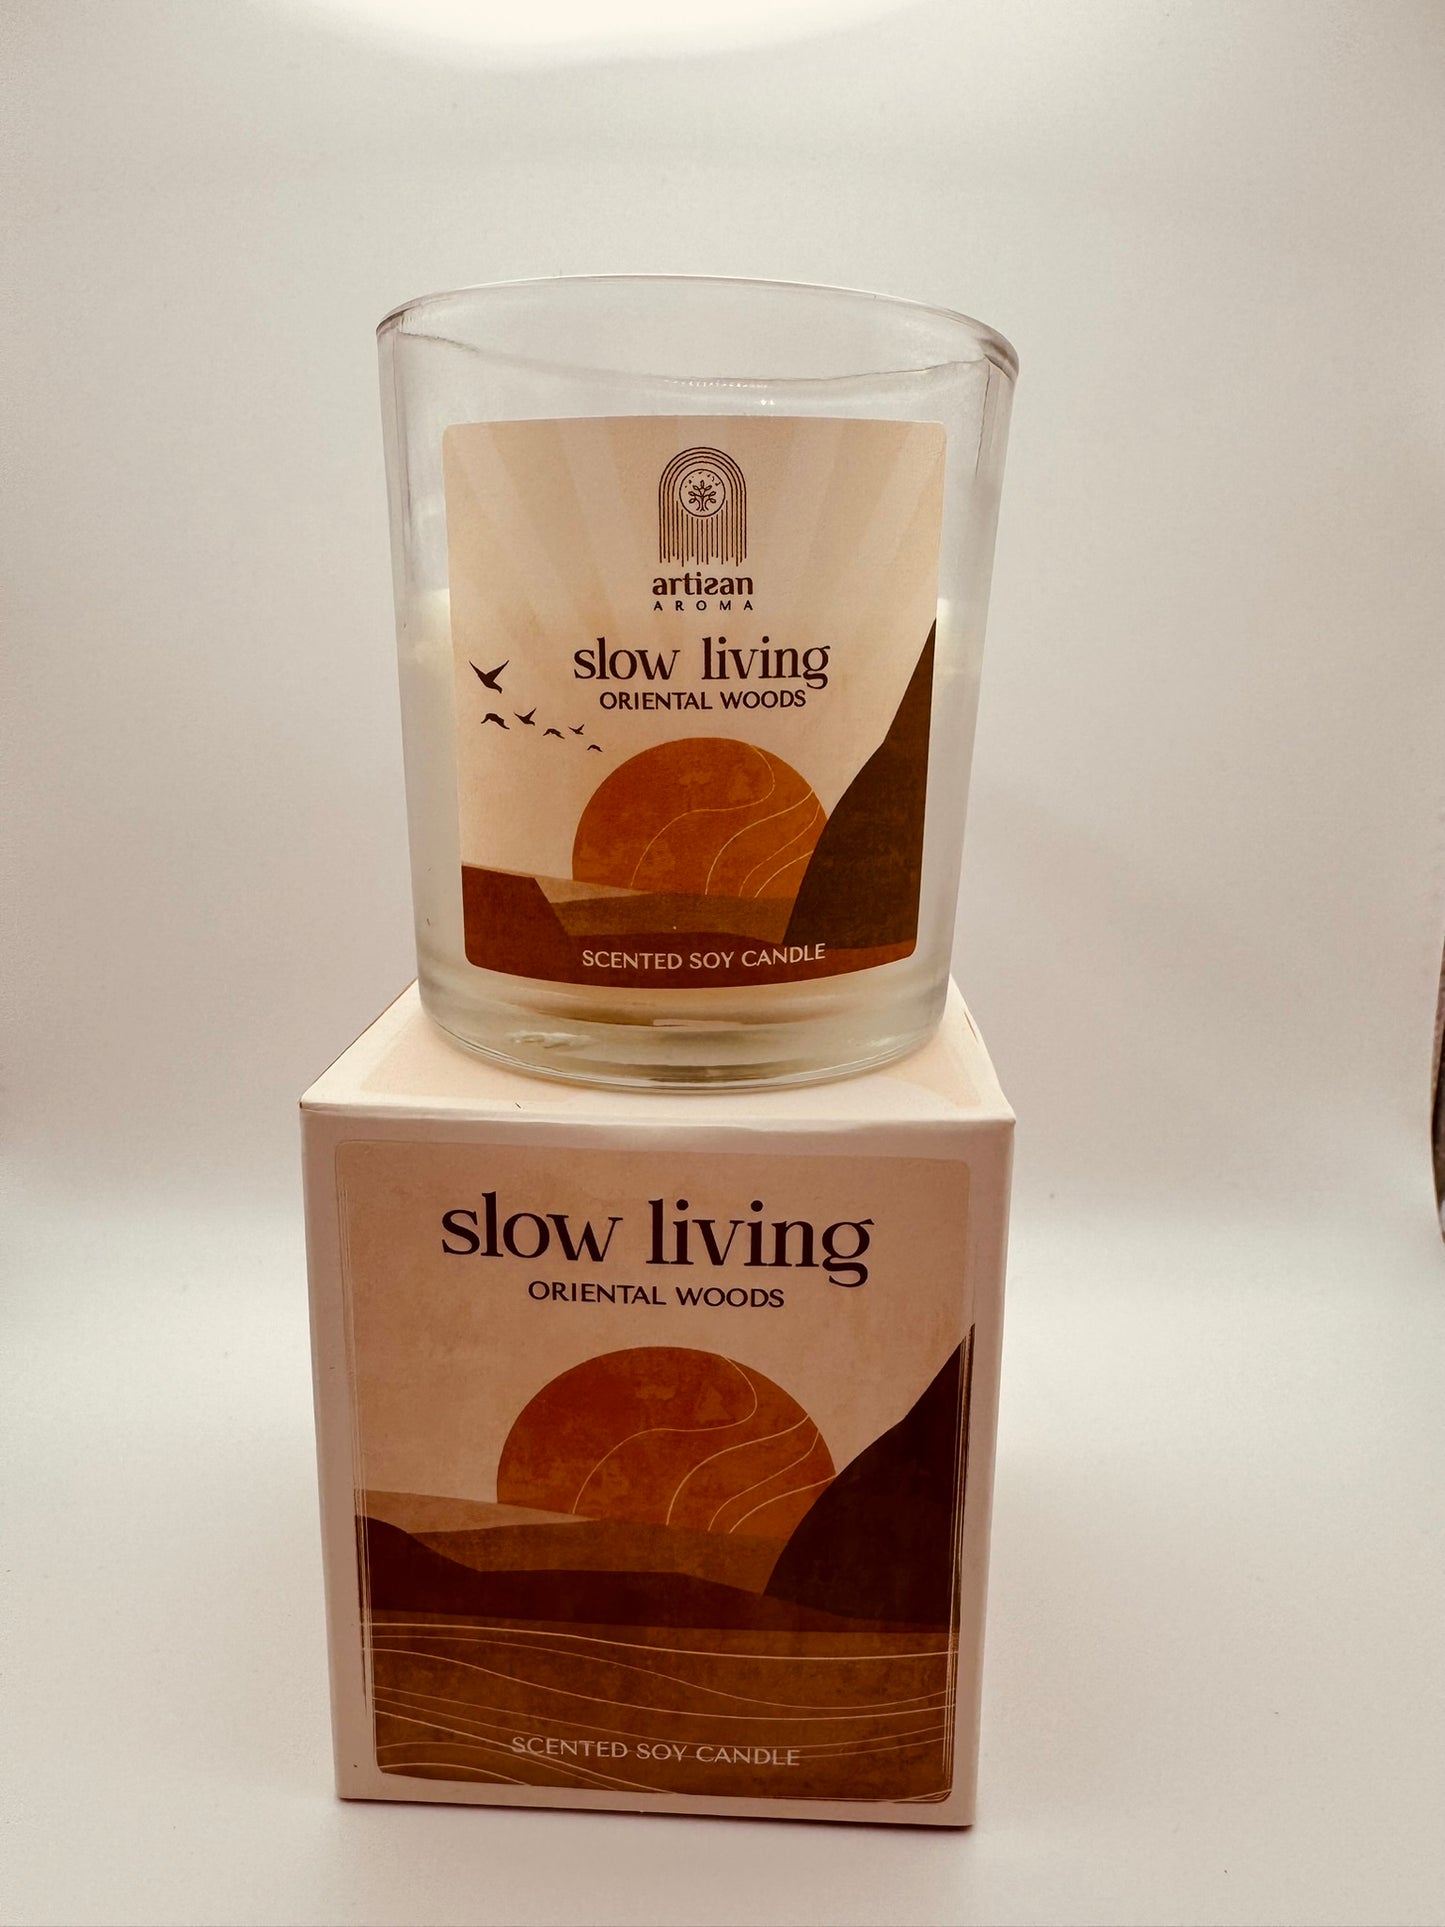 artisan
AROMA
slow living
ORIENTAL WOODS
SCENTED SOY CANDLE
slow living
ORIENTAL WOODS
SCENTED SOY CANDLE